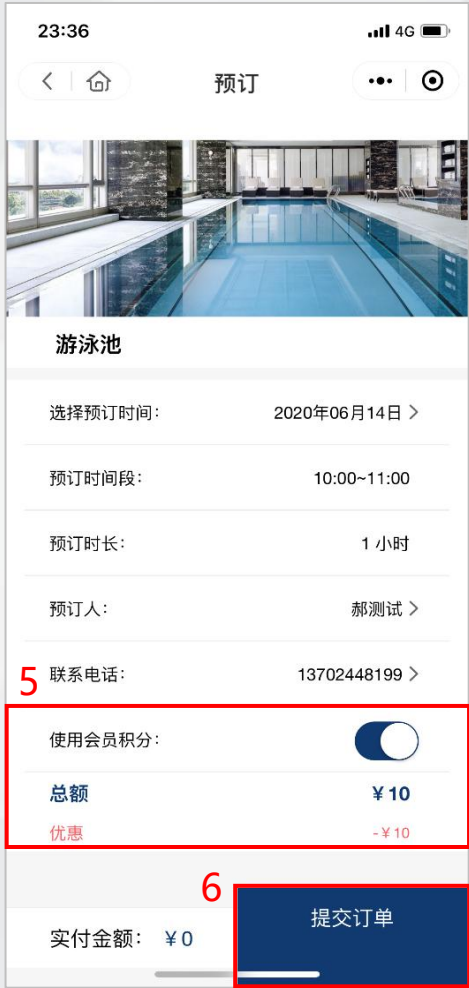 23:36 4G
预订
游泳池
选择预订时间： 2020年06月14日
预订时间段： 10:00~11:00
预订时长： 1 小时
预订人： 郝测试
5
联系电话： 13702448199
使用会员积分：
总额 ¥ 10
优惠 -¥ 10
6
提交订单
实付金额： ¥ 0